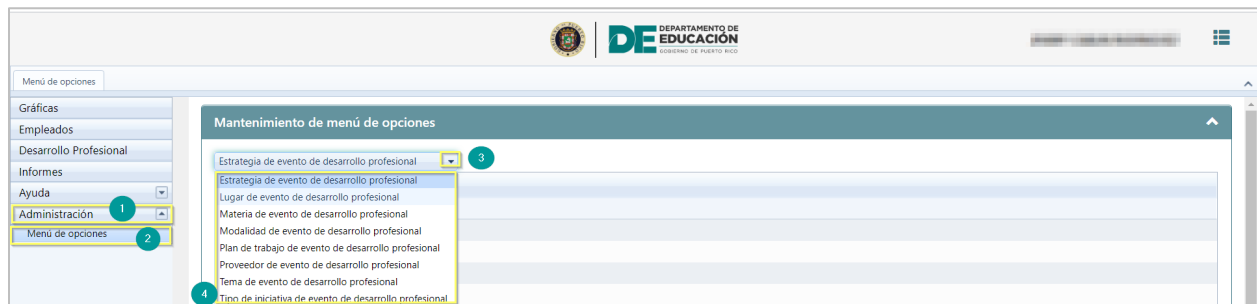 DE DEPARTAMENTO DE
EDUCACIÓN
GOBIERNO DE PUERTO RICO
Menú de opciones
Gráficas
Empleados
Desarrollo Profesional
Informes
Ayuda
Administración 1
Menú de opciones 2
Mantenimiento de menú de opciones
Estrategia de evento de desarrollo profesional 3
Estrategia de evento de desarrollo profesional
Lugar de evento de desarrollo profesional
Materia de evento de desarrollo profesional
Modalidad de evento de desarrollo profesional
Plan de trabajo de evento de desarrollo profesional
Proveedor de evento de desarrollo profesional
Tema de evento de desarrollo profesional
4 Tipo de iniciativa de evento de desarrollo profesional